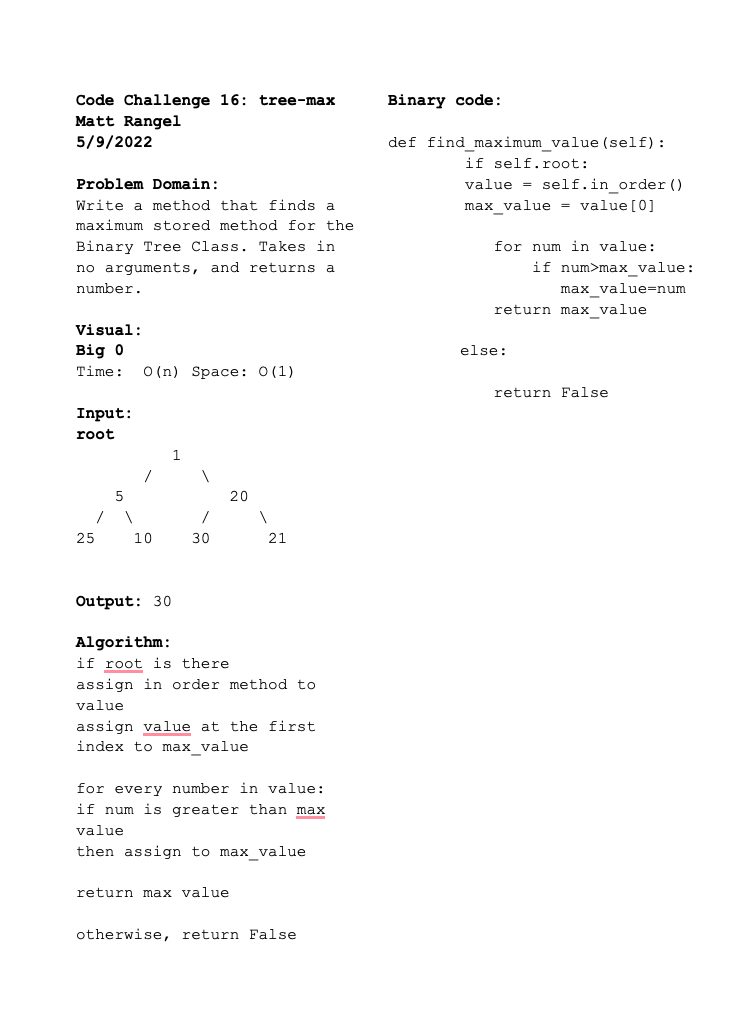 Code Challenge 16: tree-max
Matt Rangel
5/9/2022
Problem Domain:
Write a method that finds a
maximum stored method for the
Binary Tree Class. Takes in
no arguments, and returns a
number.
Visual:
Big 0
Time:  O(n) Space: O(1)
Input:
root
          1
       /     \
    5           20
  /  \       /     \
25    10    30      21
Output: 30
Algorithm:
if root is there
assign in order method to
value
assign value at the first
index to max_value
for every number in value:
if num is greater than max
value
then assign to max_value
return max value
otherwise, return False
Binary code:
def find_maximum_value(self):
        if self.root:
        value = self.in_order()
        max_value = value[0]
           for num in value:
               if num>max_value:
                  max_value=num
           return max_value
        else:
           return False